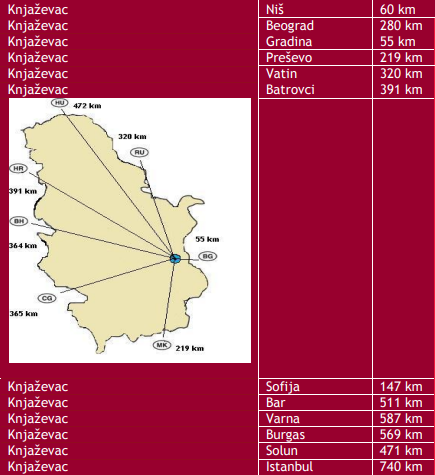 Knjaževac Niš 60 km
Knjaževac Beograd 280 km
Knjaževac Gradina 55 km
Knjaževac Preševo 219 km
Knjaževac Vatin 320 km
Knjaževac Batrovci 391 km
HU 472 km
320 km
RU
HR
391 km
BH
55 km
364 km
BG
CG
365 km
MK 219 km
Knjaževac Sofija 147 km
Knjaževac Bar 511 km
Knjaževac Varna 587 km
Knjaževac Burgas 569 km
Knjaževac Solun 471 km
Knjaževac Istanbul 740 km